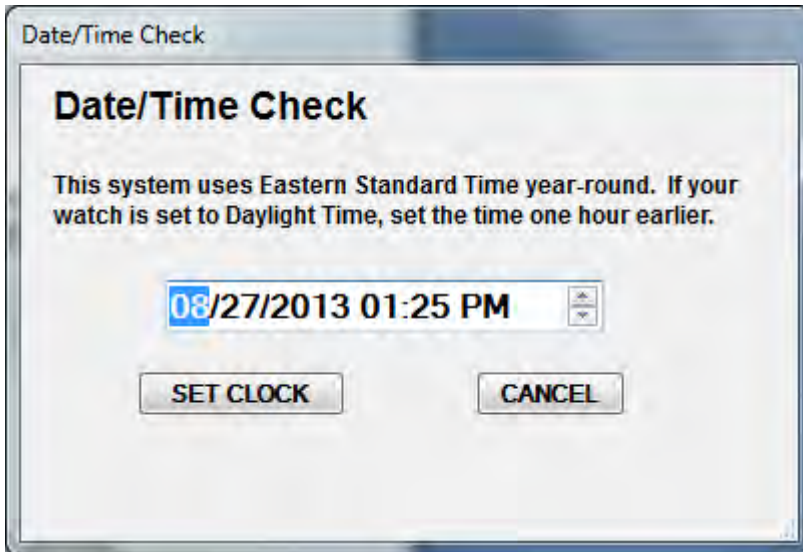 Date/Time Check
Date/Time Check
This system uses Eastern Standard Time year-round. If your
watch is set to Daylight Time, set the time one hour earlier.
08/27/2013 01:25 PM
SET CLOCK CANCEL